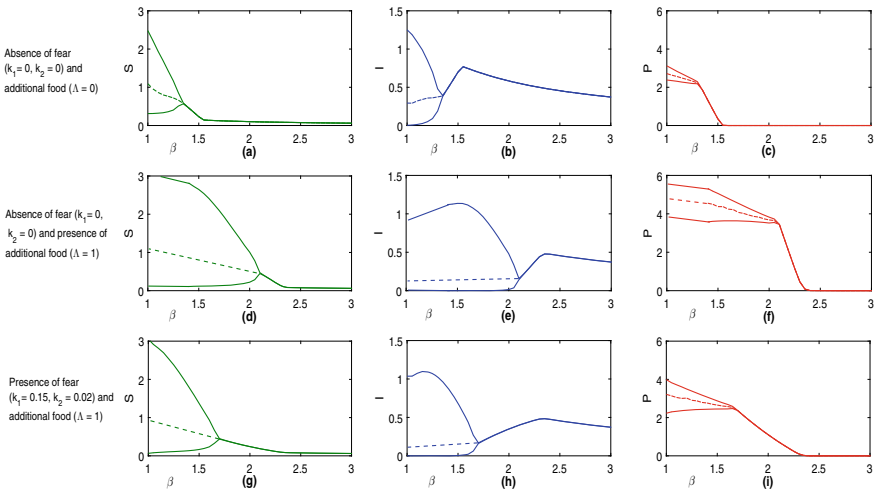 Absence of fear
(k1= 0, k2 = 0) and
additional food (Λ = 0)
S
3
2
1
0
1
1.5
2
2.5
3
β
(a)
I
1.5
1
0.5
0
1
1.5
2
2.5
3
β
(b)
P
6
4
2
0
1
1.5
2
2.5
3
β
(c)
Absence of fear (k1=0,
k2 = 0) and presence of
additional food (Λ = 1)
S
3
2
1
0
1
1.5
2
2.5
3
β
(d)
I
1
0.5
0
1
1.5
2
2.5
3
β
(e)
P
6
4
2
0
1
1.5
2
2.5
3
β
(f)
Presence of fear
(k1= 0.15, k2 = 0.02) and
additional food (Λ = 1)
S
3
2
1
0
1
1.5
2
2.5
3
β
(g)
I
1.5
1
0.5
0
1
1.5
2
2.5
3
β
(h)
P
6
4
2
0
1
1.5
2
2.5
3
β
(i)